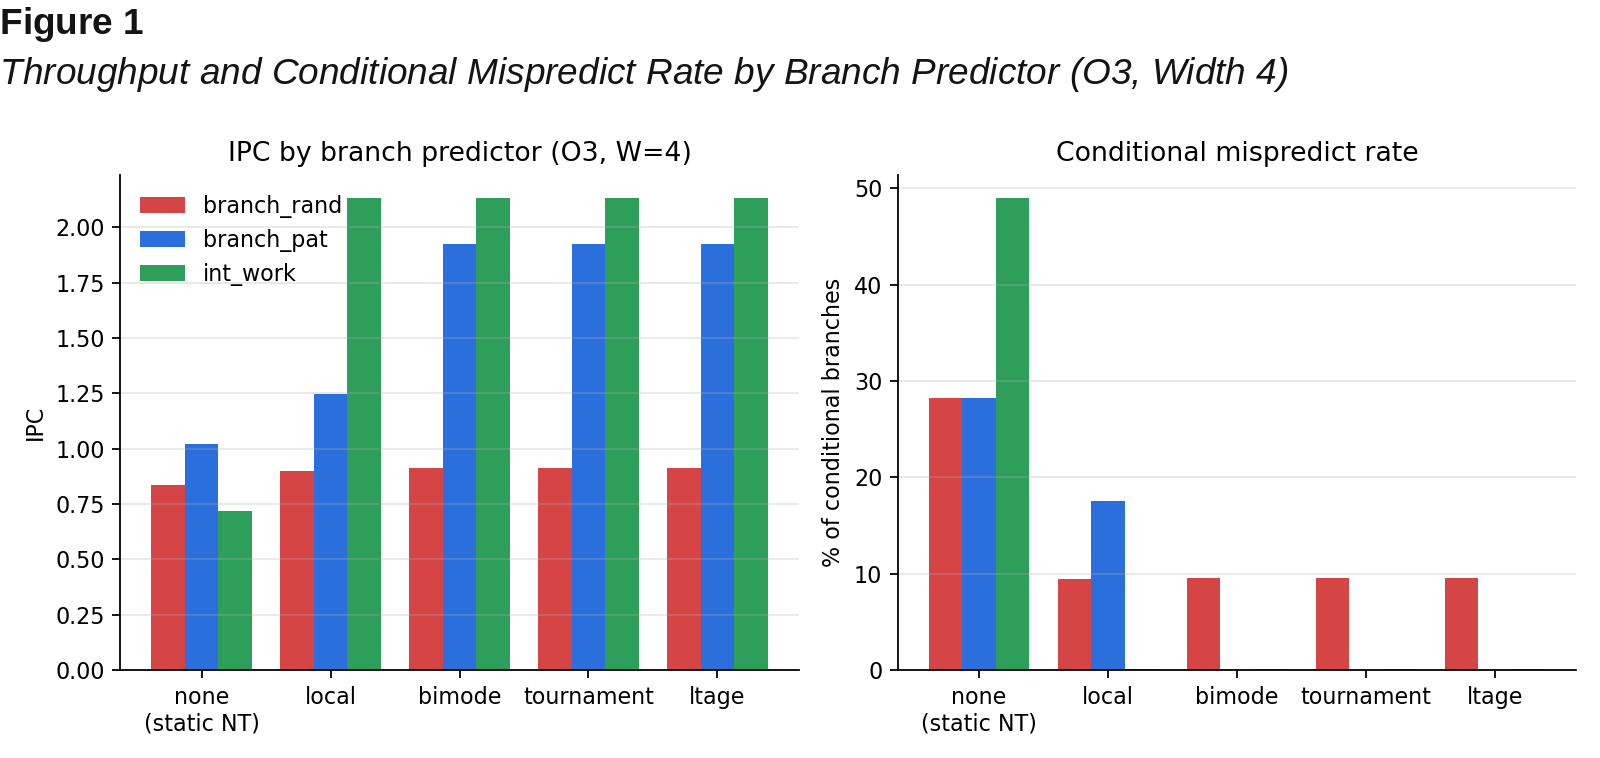 Figure 1
Throughput and Conditional Mispredict Rate by Branch Predictor (O3, Width 4)
IPC by branch predictor (O3, W=4)
branch_rand
branch_pat
int_work
IPC
2.00
1.75
1.50
1.25
1.00
0.75
0.50
0.25
0.00
none
(static NT)
local
bimode
tournament
ltage
Conditional mispredict rate
% of conditional branches
50
40
30
20
10
0
none
(static NT)
local
bimode
tournament
ltage